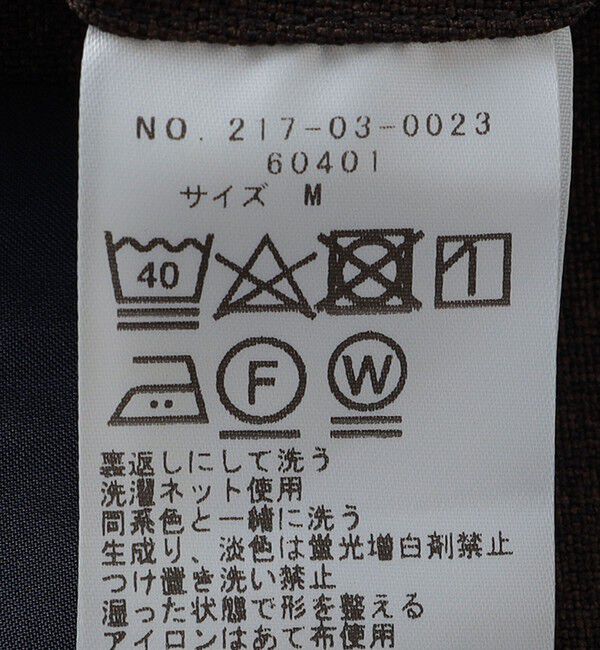 NO. 217-03-0023
60401
サイズ M
40
F W
裏返しにして洗う
洗濯ネット使用
同系色と一緒に洗う
生成り、淡色は蛍光増白剤禁止
つけ置き洗い禁止
湿った状態で形を整える
アイロンはあて布使用